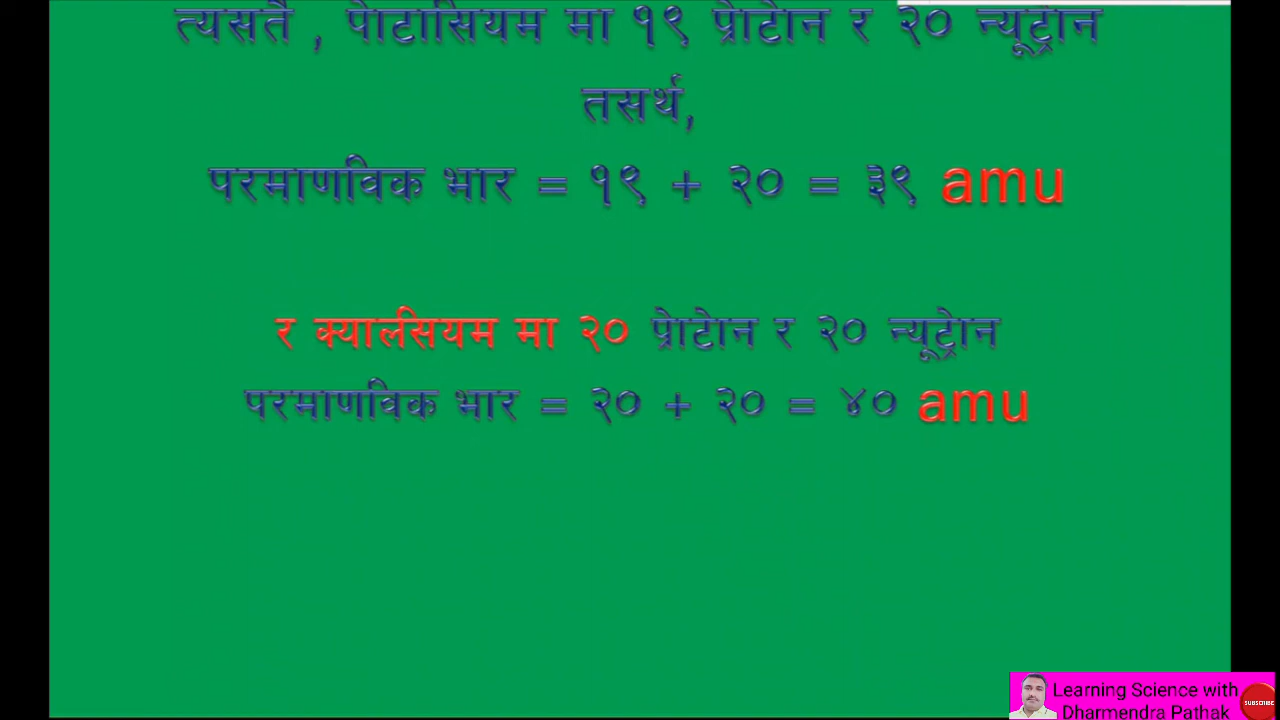 त्यसतै , पोटासियम मा १९ प्रोटोन र २० न्यूट्रोन
तसर्थ,
परमाणविक भार = १९ + २० = ३९ amu
र क्यार्लसियम मा २० प्रोटोन र २० न्यूट्रोन
परमाणविक भार = २० + २० = ४० amu
Learning Science with
Dharmendra Pathak
SUBSCRIBE